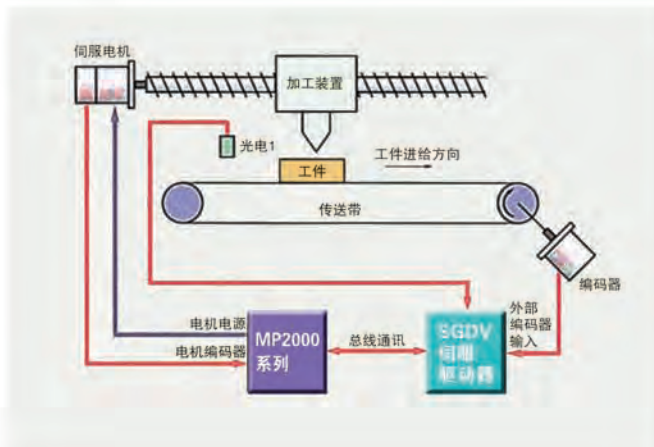 伺服电机
加工装置
光电1
工件进给方向
工件
传送带
编码器
电机电源
电机编码器
MP2000
系列
总线通讯
SGDV
伺服
驱动器
外部
编码器
输入